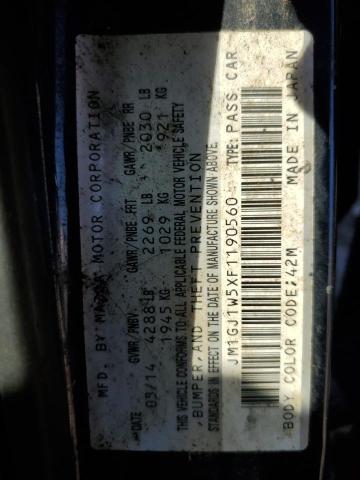 MFD. BY MAZDA MOTOR CORPORATION
DATE GVWR/PNBV GAWR/PNBE FRT GAWR/PNBE RR
03/14 4288LB 2269 LB 2030 LB
1945 KG 1029 KG 921 KG
THIS VEHICLE CONFORMS TO ALL APPLICABLE FEDERAL MOTOR VEHICLE SAFETY
, BUMPER, AND THEFT PREVENTION
STANDARDS IN EFFECT ON THE DATE OF MANUFACTURE SHOWN ABOVE.
JM1GJ1W5XF1190560 TYPE: PASS CAR
BODY COLOR CODE: 42M MADE IN JAPAN